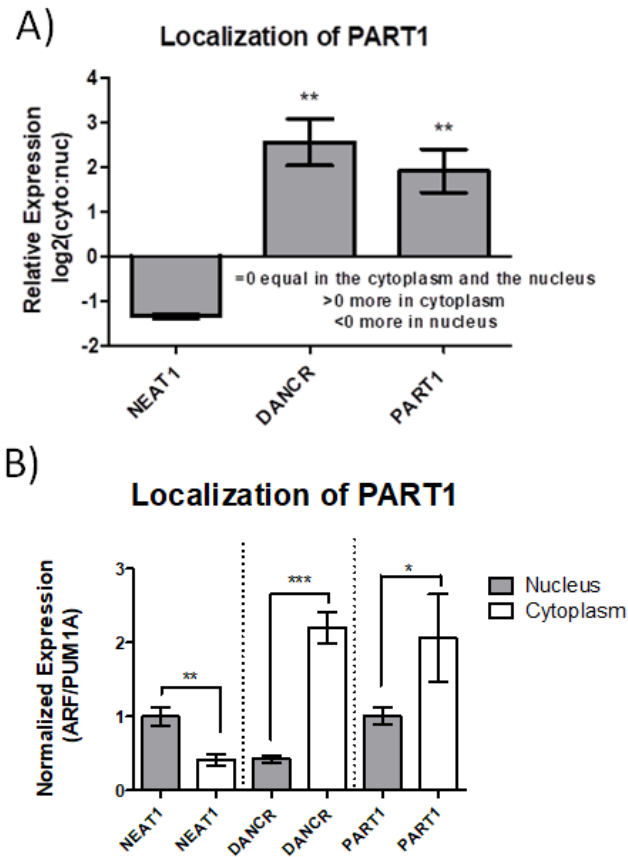 A)
Localization of PART1
Relative Expression
log2(cyto:nuc)
4
3
2
1
0
-1
-2
**
**
=0 equal in the cytoplasm and the nucleus
>0 more in cytoplasm
<0 more in nucleus
NEAT1
DANCR
PART1
B)
Localization of PART1
Normalized Expression
(ARF/PUM1A)
3
2
1
0
**
***
*
Nucleus
Cytoplasm
NEAT1
NEAT1
DANCR
DANCR
PART1
PART1